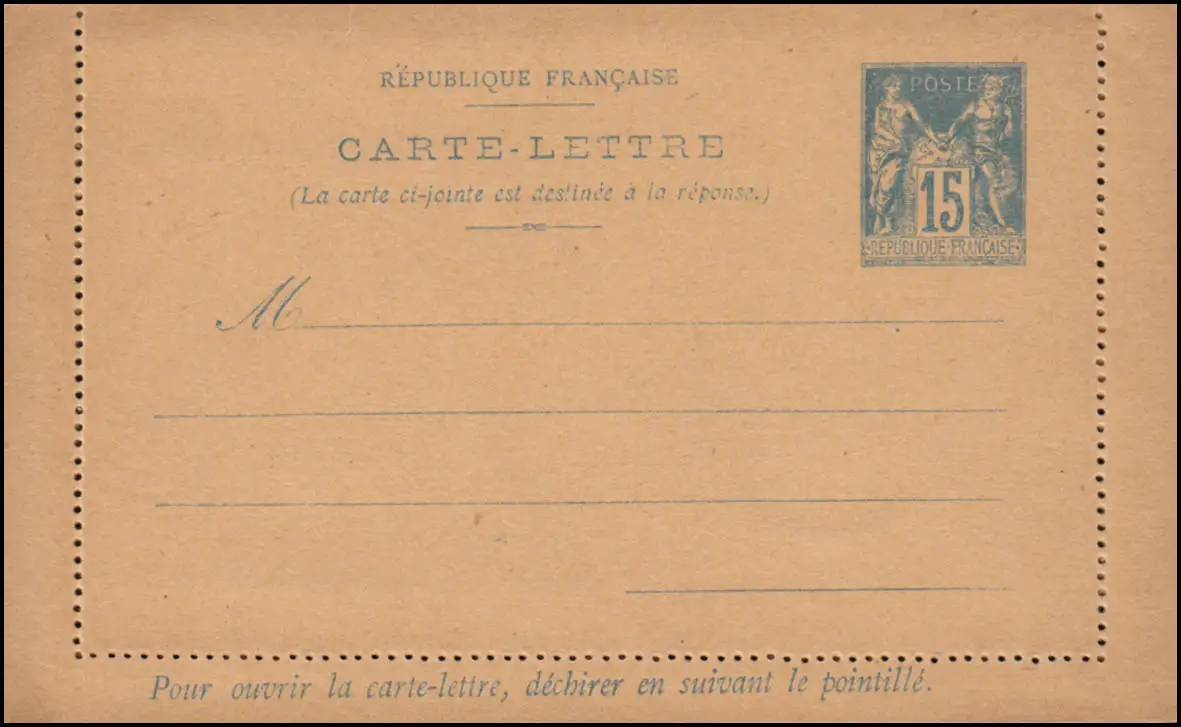 RÉPUBLIQUE FRANÇAISE
CARTE-LETTRE
(La carte ci-jointe est destinée à la réponse.)
POSTE
15
REPUBLIQUE FRANÇAISE
M
Pour ouvrir la carte-lettre, déchirer en suivant le pointillé.